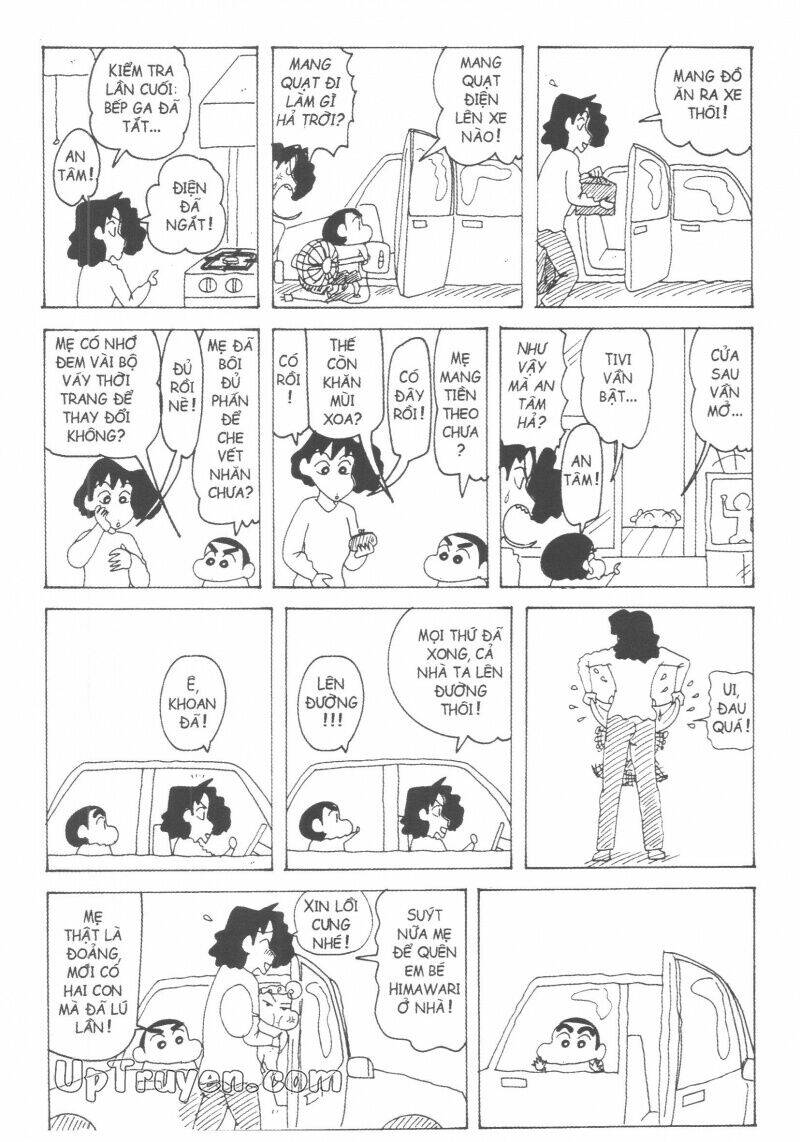 MANG ĐỒ
ĂN RA XE
THÔI!
MANG
QUẠT
ĐIỆN
LÊN XE
NÀO!
MANG
QUẠT ĐI
LÀM GÌ
HẢ TRỜI?
KIỂM TRA
LẦN CUỐI:
BẾP GA ĐÃ
TẮT...
ĐIỆN
ĐÃ
NGẮT!
AN
TÂM!
CỬA
SAU
VẪN
MỞ...
TIVI
VẪN
BẬT...
AN
TÂM!
NHƯ
VẬY
MÀ AN
TÂM
HẢ?
MẸ
MANG
TIỀN
THEO
CHƯA
?
CÓ
ĐÂY
RỒI!
THẾ
CÒN
KHĂN
MÙI
XOA?
CÓ
RỒI
!
MẸ ĐÃ
BÔI
ĐỦ
PHẤN
ĐỂ
CHE
VẾT
NHĂN
CHƯA?
ĐỦ
RỒI
NÈ!
MẸ CÓ NHỚ
ĐEM VÀI BỘ
VÁY THỜI
TRANG ĐỂ
THAY ĐỔI
KHÔNG?
UI,
ĐAU
QUÁ!
MỌI THỨ ĐÃ
XONG, CẢ
NHÀ TA LÊN
ĐƯỜNG
THÔI!
LÊN
ĐƯỜNG
!!!
Ê,
KHOAN
ĐÃ!
SUÝT
NỮA MẸ
ĐỂ QUÊN
EM BÉ
HIMAWARI
Ở NHÀ!
XIN LỖI
CƯNG
NHÉ!
MẸ
THẬT LÀ
ĐOẢNG,
MỚI CÓ
HAI CON
MÀ ĐÃ LÚ
LẪN!
UpTruyen.com